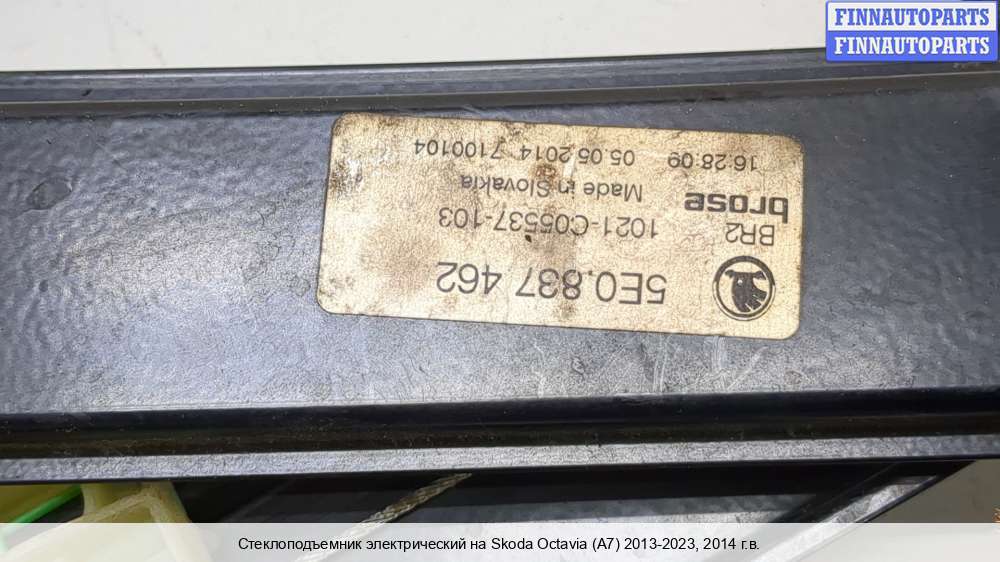 FINNAUTOPARTS
FINNAUTOPARTS
5E0.837 462
BR2 1021-C05537-103
brose Made in Slovakia
16:28:09 05.05.2014 7100104
Стеклоподъемник электрический на Skoda Octavia (A7) 2013-2023, 2014 г.в.